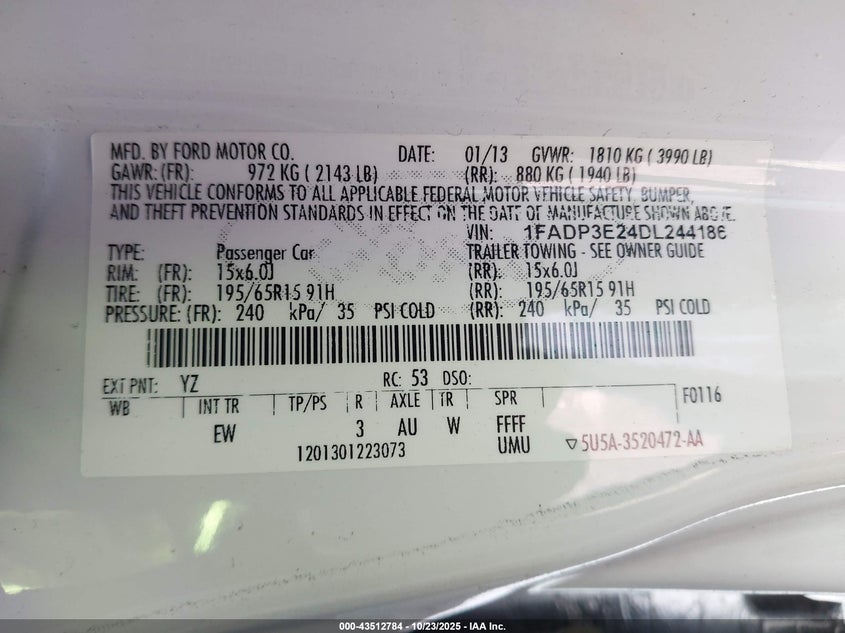 MFD. BY FORD MOTOR CO. DATE: 01/13 GVWR: 1810 KG ( 3990 LB)
GAWR: (FR): 972 KG ( 2143 LB) (RR): 880 KG ( 1940 LB)
THIS VEHICLE CONFORMS TO ALL APPLICABLE FEDERAL MOTOR VEHICLE SAFETY, BUMPER,
AND THEFT PREVENTION STANDARDS IN EFFECT ON THE DATE OF MANUFACTURE SHOWN ABOVE.
VIN: 1FADP3E24DL244186
TYPE: Passenger Car TRAILER TOWING - SEE OWNER GUIDE
RIM: (FR): 15x6.0J (RR): 15x6.0J
TIRE: (FR): 195/65R15 91H (RR): 195/65R15 91H
PRESSURE: (FR): 240 kPa/ 35 PSI COLD (RR): 240 kPa/ 35 PSI COLD
EXT PNT: YZ RC: 53 DSO:
WB INT TR TP/PS R AXLE TR SPR F0116
EW 3 AU W FFFF
1201301223073 UMU ▽5U5A-3520472-AA
000-43512784 - 10/23/2025 - IAA Inc.